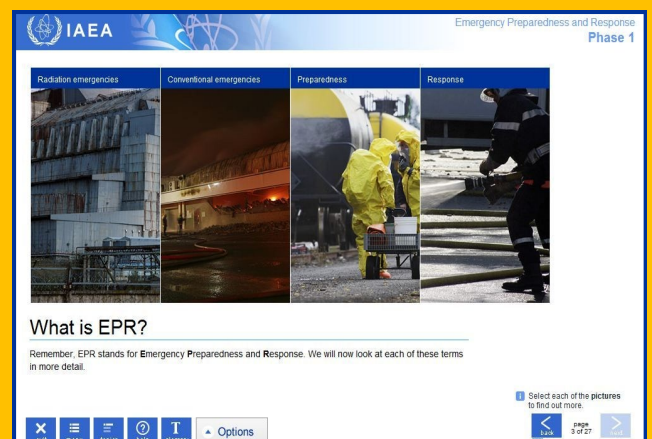 IAEA
Emergency Preparedness and Response
Phase 1
Radiation emergencies
Conventional emergencies
Preparedness
Response
What is EPR?
Remember, EPR stands for Emergency Preparedness and Response. We will now look at each of these terms
in more detail.
i Select each of the pictures
to find out more.
T
Options
back
page
3 of 27
next